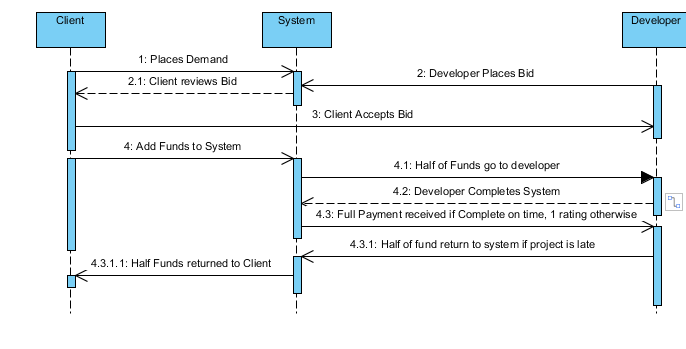 Client
System
Developer
1: Places Demand
2: Developer Places Bid
2.1: Client reviews Bid
3: Client Accepts Bid
4: Add Funds to System
4.1: Half of Funds go to developer
4.2: Developer Completes System
4.3: Full Payment received if Complete on time, 1 rating otherwise
4.3.1: Half of fund return to system if project is late
4.3.1.1: Half Funds returned to Client